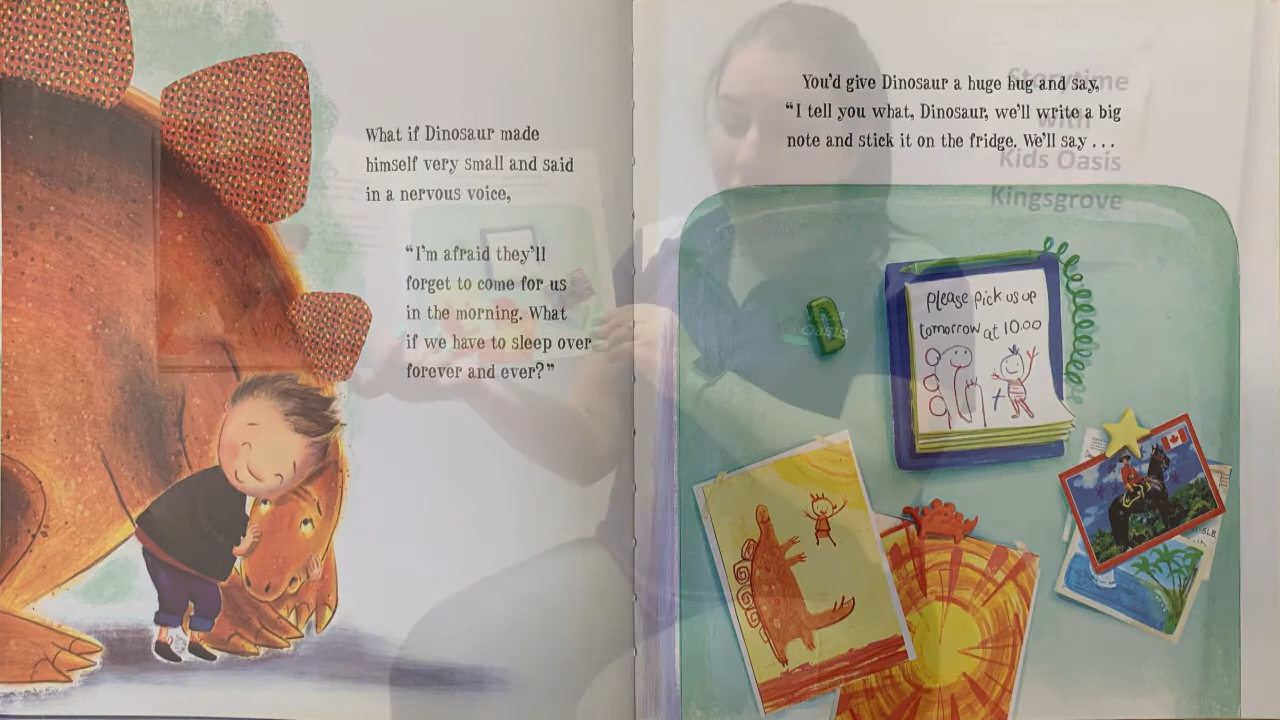 What if Dinosaur made
himself very small and said
in a nervous voice,
“I’m afraid they’ll
forget to come for us
in the morning. What
if we have to sleep over
forever and ever?”
You’d give Dinosaur a huge hug and say,
“I tell you what, Dinosaur, we’ll write a big
note and stick it on the fridge. We’ll say . . .
Storytime
with
Kids Oasis
Kingsgrove
please pick us up
tomorrow at 10:00